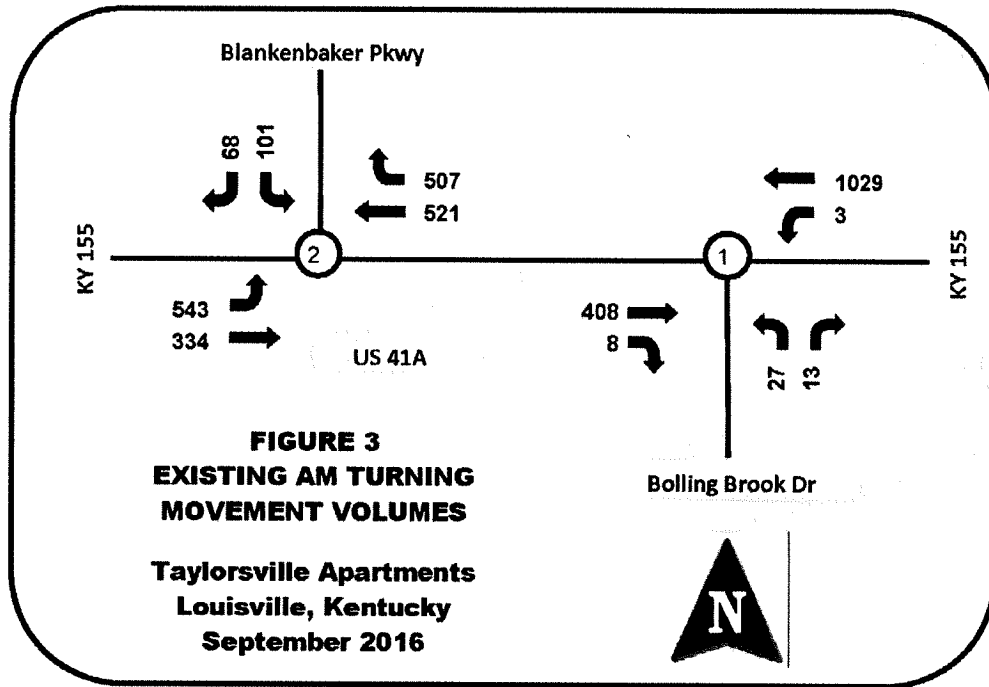 Blankenbaker Pkwy
68
101
507
521
1029
3
KY 155
2
1
KY 155
543
334
408
8
27
13
US 41A
Bolling Brook Dr
FIGURE 3
EXISTING AM TURNING
MOVEMENT VOLUMES
Taylorsville Apartments
Louisville, Kentucky
September 2016
N